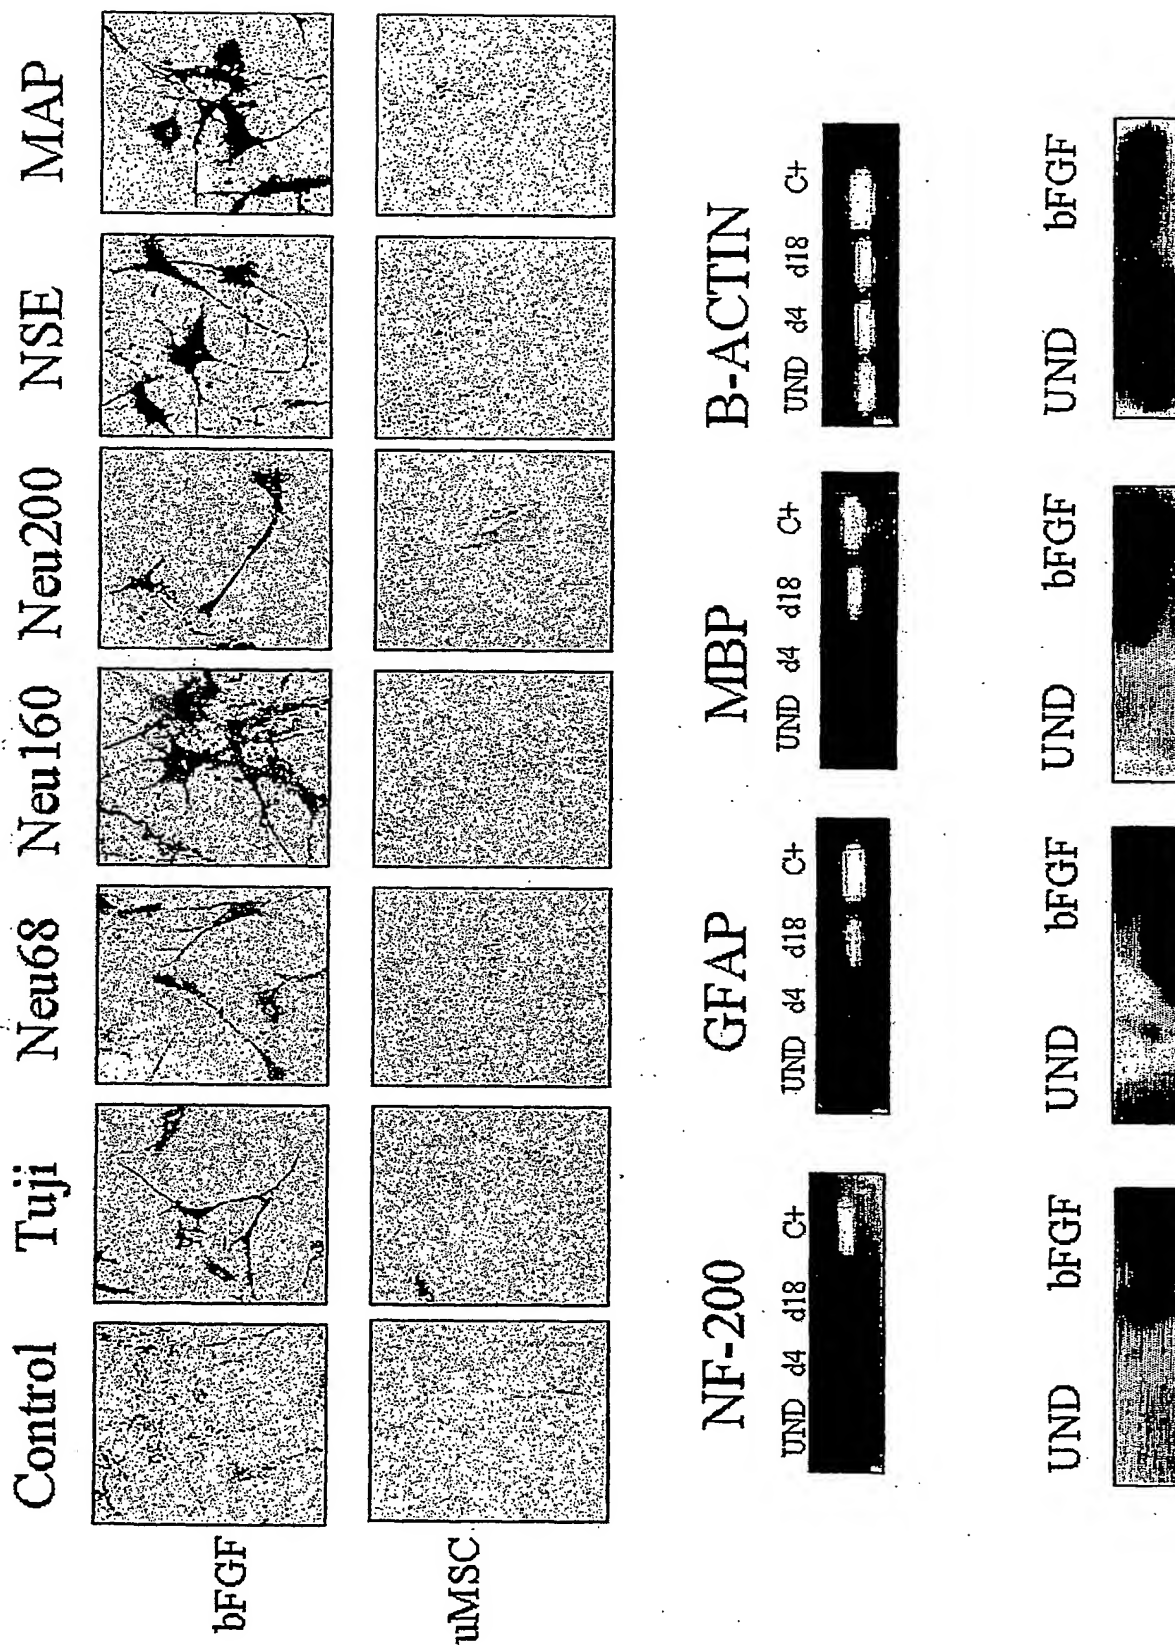 Control Tuji Neu68 Neu160 Neu200 NSE MAP
bFGF
uMSC
NF-200 GFAP MBP B-ACTIN
UND d4 d18 C+ UND d4 d18 C+ UND d4 d18 C+ UND d4 d18 C+
UND bFGF UND bFGF UND bFGF UND bFGF